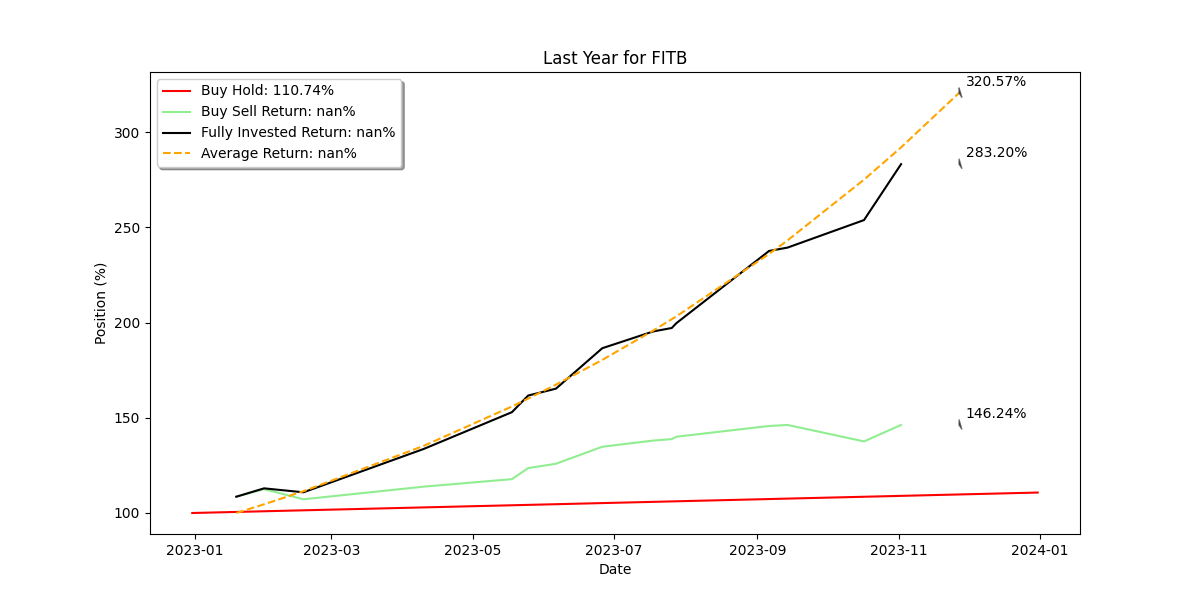 Last Year for FITB
Buy Hold: 110.74%
Buy Sell Return: nan%
Fully Invested Return: nan%
Average Return: nan%
320.57%
283.20%
146.24%
Position (%)
300
250
200
150
100
2023-01
2023-03
2023-05
2023-07
2023-09
2023-11
2024-01
Date